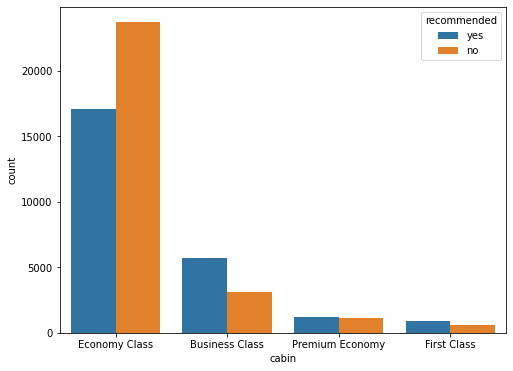 recommended
yes
no
20000
15000
10000
5000
0
count
Economy Class
Business Class
Premium Economy
First Class
cabin